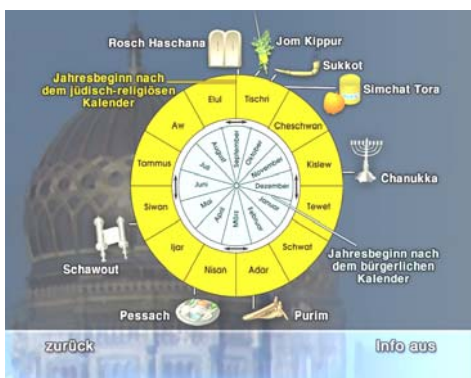 Rosch Haschana
Jom Kippur
Sukkot
Simchat Tora
Jahresbeginn nach
dem jüdisch-religiösen
Kalender
Elul
Tischri
Aw
Cheschwan
Tammus
Kislew
Chanukka
Siwan
Tewet
Ijar
Schwat
Nisan
Adar
September
Oktober
November
Dezember
Januar
Februar
März
April
Mai
Juni
Juli
August
Schawout
Jahresbeginn nach
dem bürgerlichen
Kalender
Pessach
Purim
zurück
Info aus